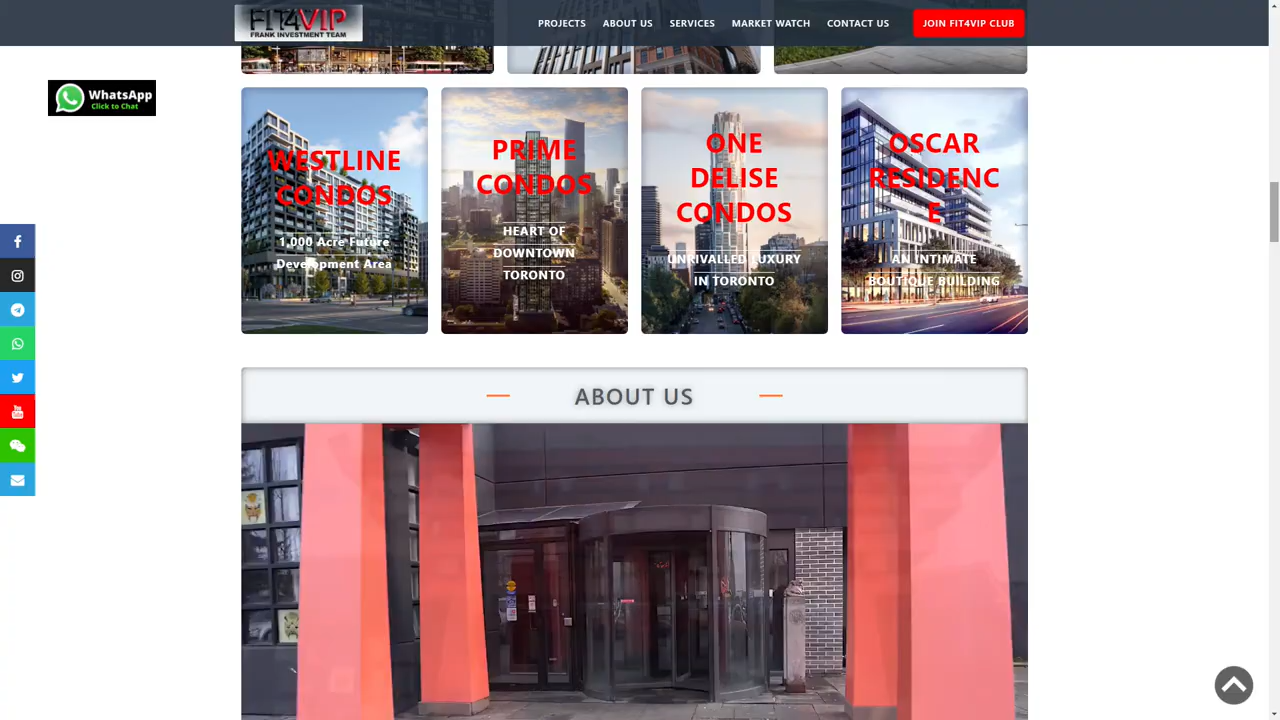 FIT4VIP
FRANK INVESTMENT TEAM
PROJECTS
ABOUT US
SERVICES
MARKET WATCH
CONTACT US
JOIN FIT4VIP CLUB
WhatsApp
Click to Chat
WESTLINE
CONDOS
1,000 Acre Future
Development Area
PRIME
CONDOS
HEART OF
DOWNTOWN
TORONTO
ONE
DELISE
CONDOS
UNRIVALLED LUXURY
IN TORONTO
OSCAR
RESIDENC
E
AN INTIMATE
BOUTIQUE BUILDING
ABOUT US